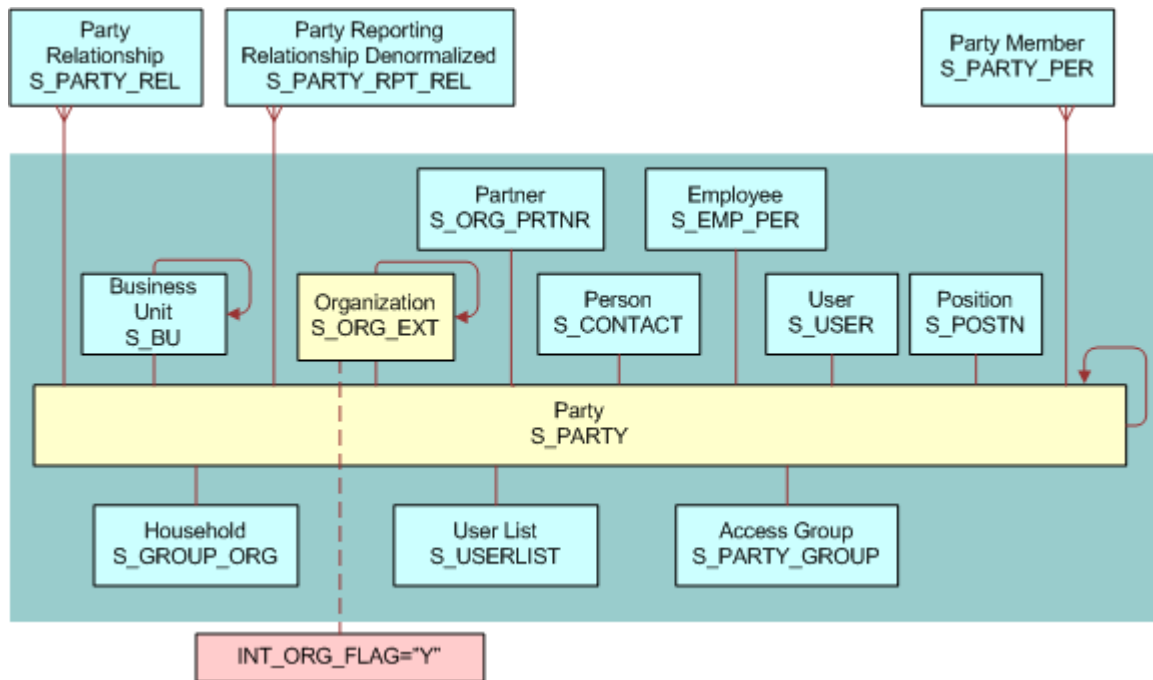 Party
Relationship
S_PARTY_REL
Party Reporting
Relationship Denormalized
S_PARTY_RPT_REL
Party Member
S_PARTY_PER
Partner
S_ORG_PRTNR
Employee
S_EMP_PER
Business
Unit
S_BU
Organization
S_ORG_EXT
Person
S_CONTACT
User
S_USER
Position
S_POSTN
Party
S_PARTY
Household
S_GROUP_ORG
User List
S_USERLIST
Access Group
S_PARTY_GROUP
INT_ORG_FLAG="Y"